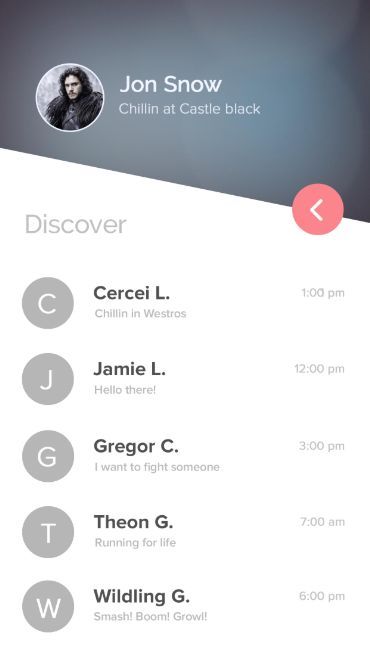 Jon Snow
Chillin at Castle black
Discover
C
Cercei L.
1:00 pm
Chillin in Westros
J
Jamie L.
12:00 pm
Hello there!
G
Gregor C.
3:00 pm
I want to fight someone
T
Theon G.
7:00 am
Running for life
W
Wildling G.
6:00 pm
Smash! Boom! Growl!